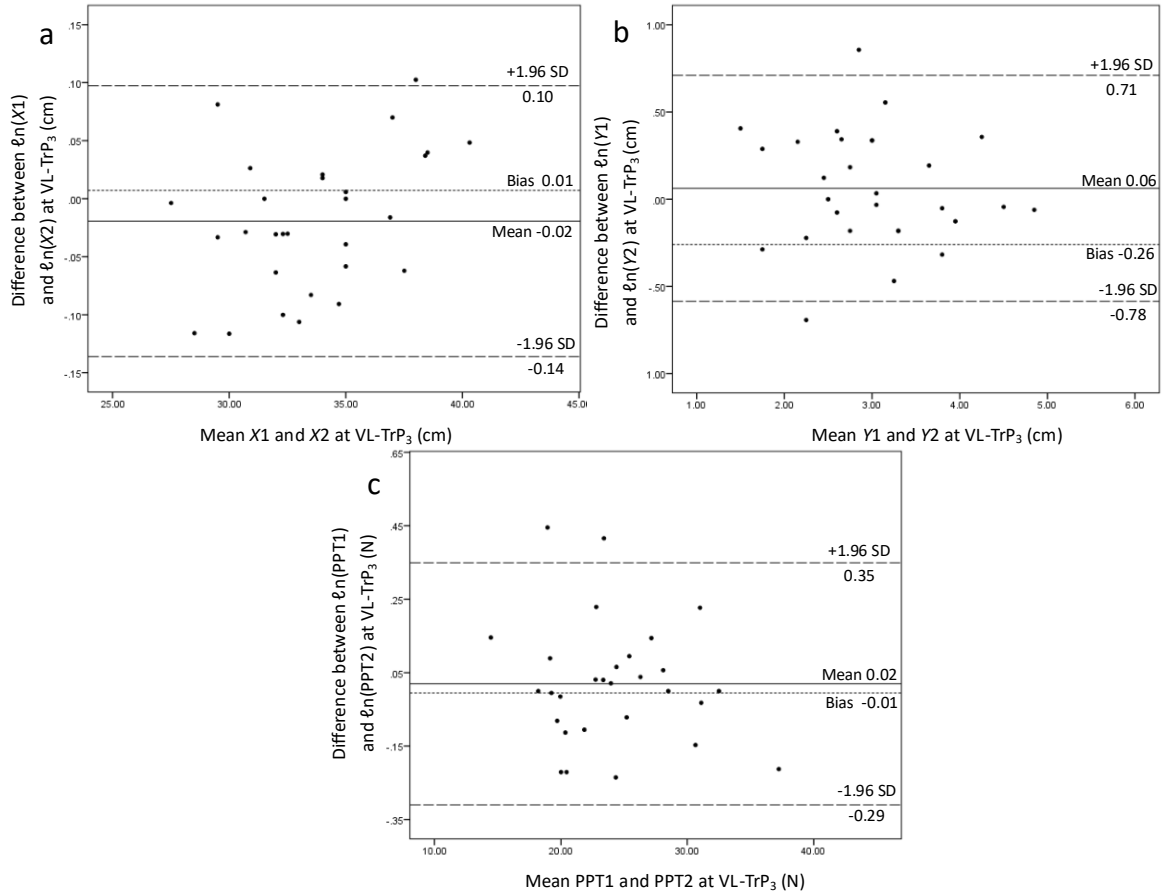 a
Difference between ℓn(X1)
and ℓn(X2) at VL-TrP3 (cm)
.15
.10
.05
.00
-.05
-.10
-.15
+1.96 SD
0.10
Bias 0.01
Mean -0.02
-1.96 SD
-0.14
25.00 30.00 35.00 40.00 45.0
Mean X1 and X2 at VL-TrP3 (cm)
b
Difference between ℓn(Y1)
and ℓn(Y2) at VL-TrP3 (cm)
1.00
.50
.00
-.50
1.00
+1.96 SD
0.71
Mean 0.06
Bias -0.26
-1.96 SD
-0.78
1.00 2.00 3.00 4.00 5.00 6.00
Mean Y1 and Y2 at VL-TrP3 (cm)
c
Difference between ℓn(PPT1)
and ℓn(PPT2) at VL-TrP3 (N)
.65
.45
.25
.05
-.15
-.35
+1.96 SD
0.35
Mean 0.02
Bias -0.01
-1.96 SD
-0.29
10.00 20.00 30.00 40.00
Mean PPT1 and PPT2 at VL-TrP3 (N)